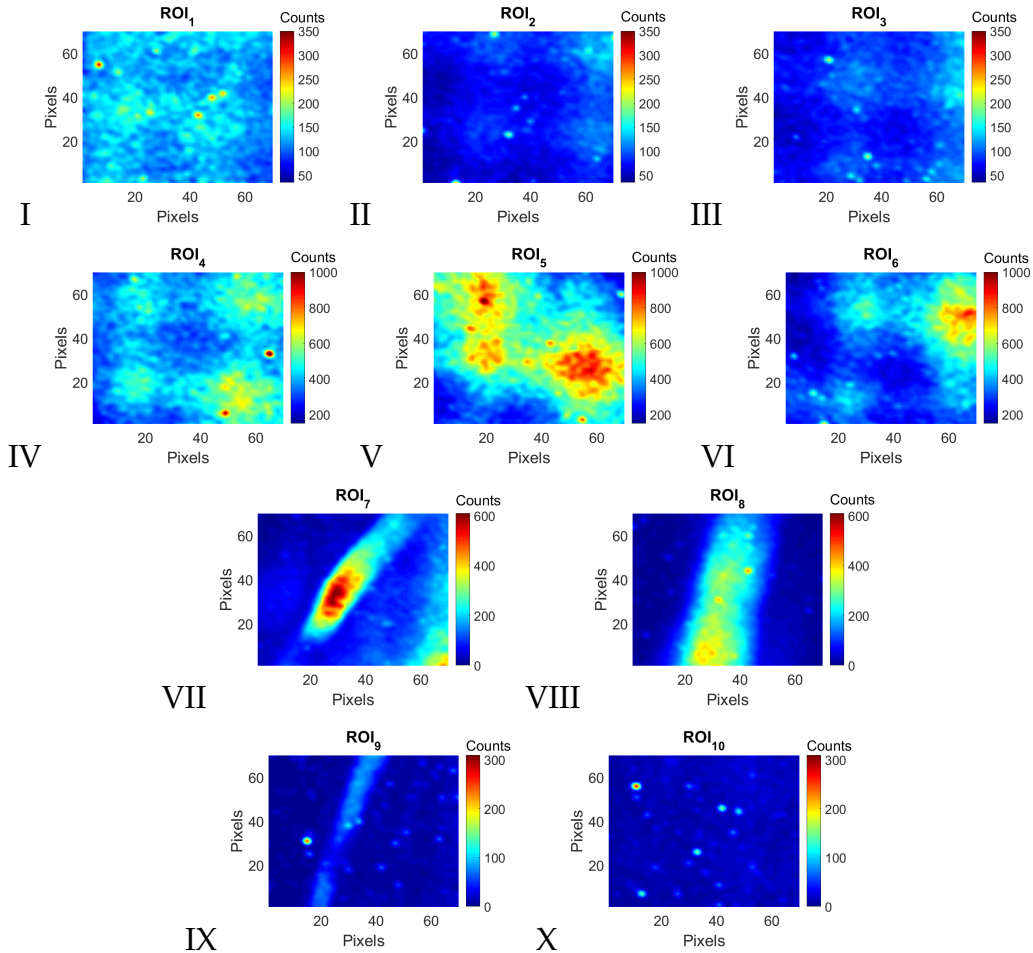 ROI1
Counts
350
300
250
200
150
100
50
60
40
20
20 40 60
Pixels
Pixels
I
ROI2
Counts
350
300
250
200
150
100
50
60
40
20
20 40 60
Pixels
Pixels
II
ROI3
Counts
350
300
250
200
150
100
50
60
40
20
20 40 60
Pixels
Pixels
III
ROI4
Counts
1000
800
600
400
200
60
40
20
20 40 60
Pixels
Pixels
IV
ROI5
Counts
1000
800
600
400
200
60
40
20
20 40 60
Pixels
Pixels
V
ROI6
Counts
1000
800
600
400
200
60
40
20
20 40 60
Pixels
Pixels
VI
ROI7
Counts
600
400
200
0
60
40
20
20 40 60
Pixels
Pixels
VII
ROI8
Counts
600
400
200
0
60
40
20
20 40 60
Pixels
Pixels
VIII
ROI9
Counts
300
200
100
0
60
40
20
20 40 60
Pixels
Pixels
IX
ROI10
Counts
300
200
100
0
60
40
20
20 40 60
Pixels
Pixels
X